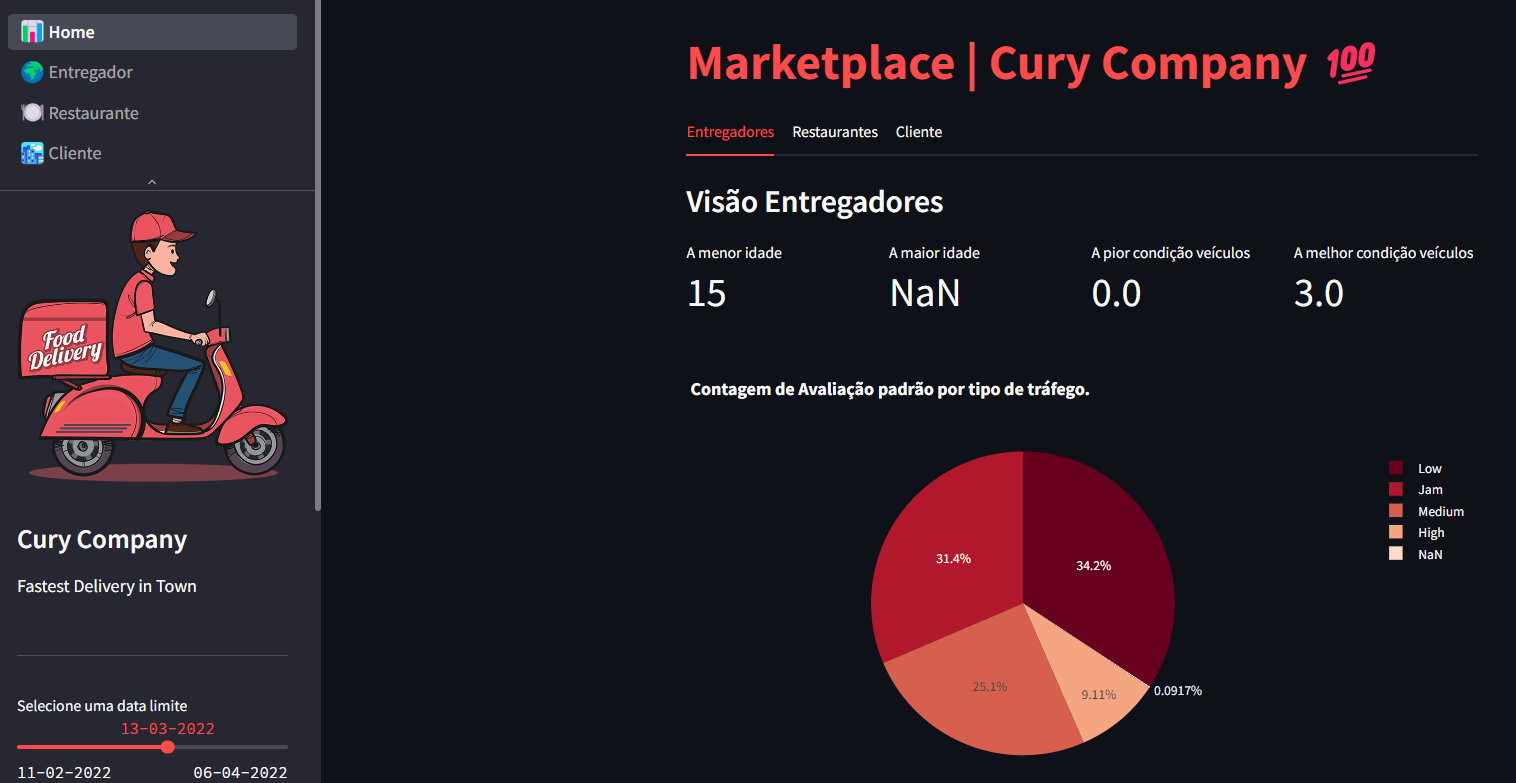 Home
Entregador
Restaurante
Cliente
Food
Delivery
Cury Company
Fastest Delivery in Town
Selecione uma data limite
13-03-2022
11-02-2022 06-04-2022
Marketplace | Cury Company 💯
Entregadores Restaurantes Cliente
Visão Entregadores
A menor idade A maior idade A pior condição veículos A melhor condição veículos
15 NaN 0.0 3.0
Contagem de Avaliação padrão por tipo de tráfego.
31.4%
34.2%
25.1%
9.11%
0.0917%
Low
Jam
Medium
High
NaN